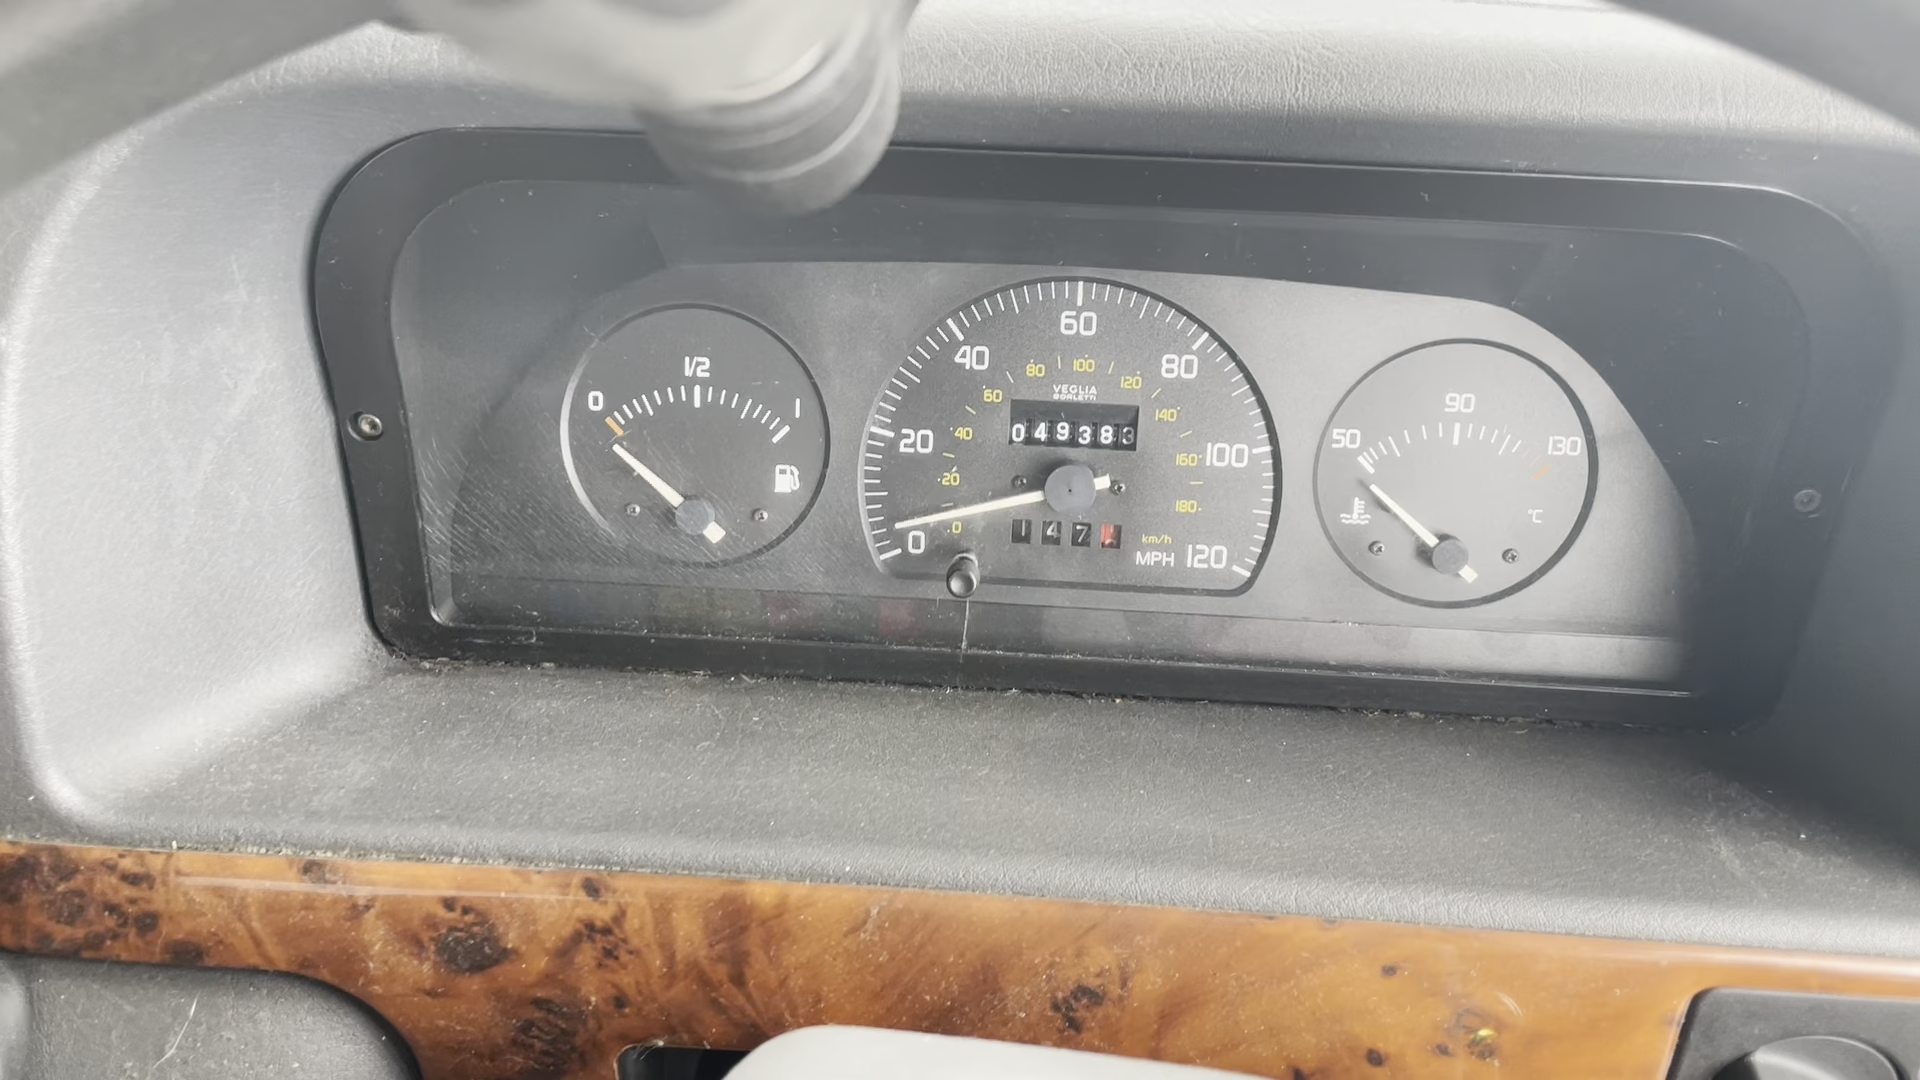 0 1/2 1
0 20 40 60 80 100 120
0 20 40 60 80 100 120 140 160 180
VEGLIA
BORLETTI
049383
147
km/h
MPH
50 90 130
°C